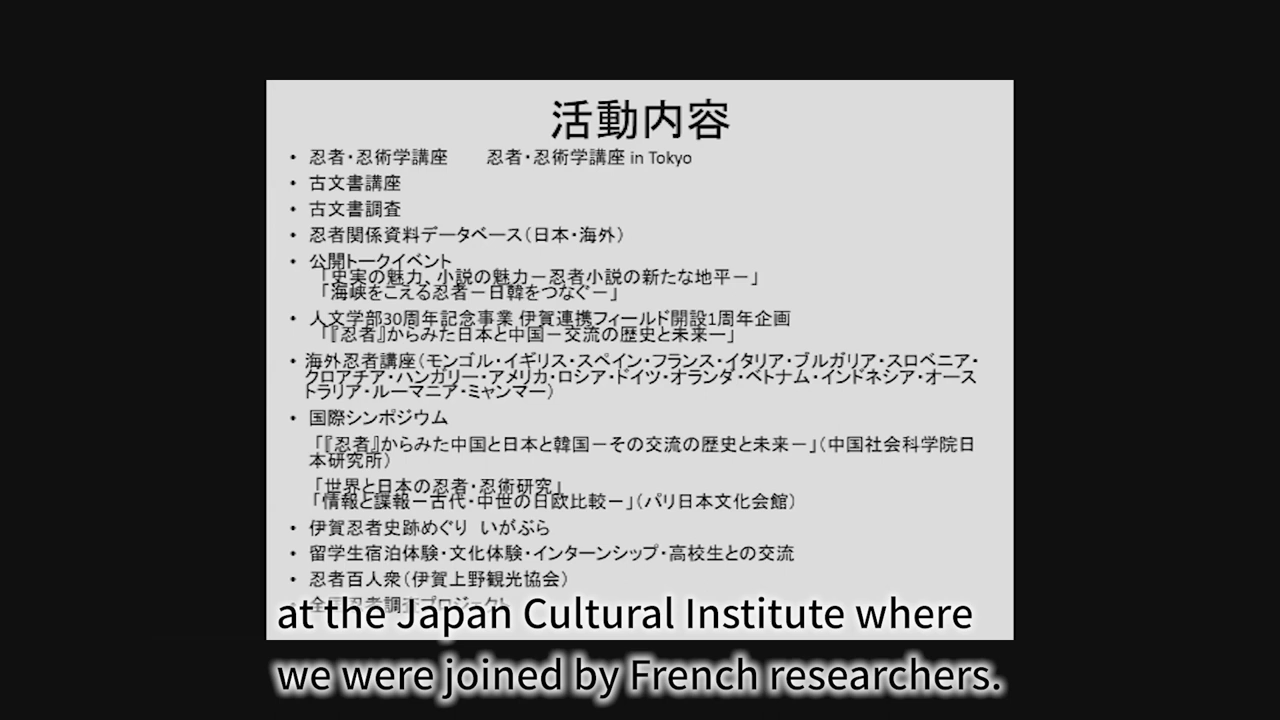 活動内容
• 忍者・忍術学講座　　忍者・忍術学講座 in Tokyo
• 古文書講座
• 古文書調査
• 忍者関係資料データベース（日本・海外）
• 公開トークイベント
「史実の魅力、小説の魅力－忍者小説の新たな地平－」
「海峡をこえる忍者－日韓をつなぐ－」
• 人文学部30周年記念事業 伊賀連携フィールド開設1周年企画
「『忍者』からみた日本と中国－交流の歴史と未来－」
• 海外忍者講座（モンゴル・イギリス・スペイン・フランス・イタリア・ブルガリア・スロベニア・
クロアチア・ハンガリー・アメリカ・ロシア・ドイツ・オランダ・ベトナム・インドネシア・オース
トラリア・ルーマニア・ミャンマー）
• 国際シンポジウム
「『忍者』からみた中国と日本と韓国－その交流の歴史と未来－」（中国社会科学院日
本研究所）
「世界と日本の忍者・忍術研究」
「情報と諜報－古代・中世の日欧比較－」（パリ日本文化会館）
• 伊賀忍者史跡めぐり　いがぶら
• 留学生宿泊体験・文化体験・インターンシップ・高校生との交流
• 忍者百人衆（伊賀上野観光協会）
• 全国忍者調査プロジェクト
at the Japan Cultural Institute where
we were joined by French researchers.